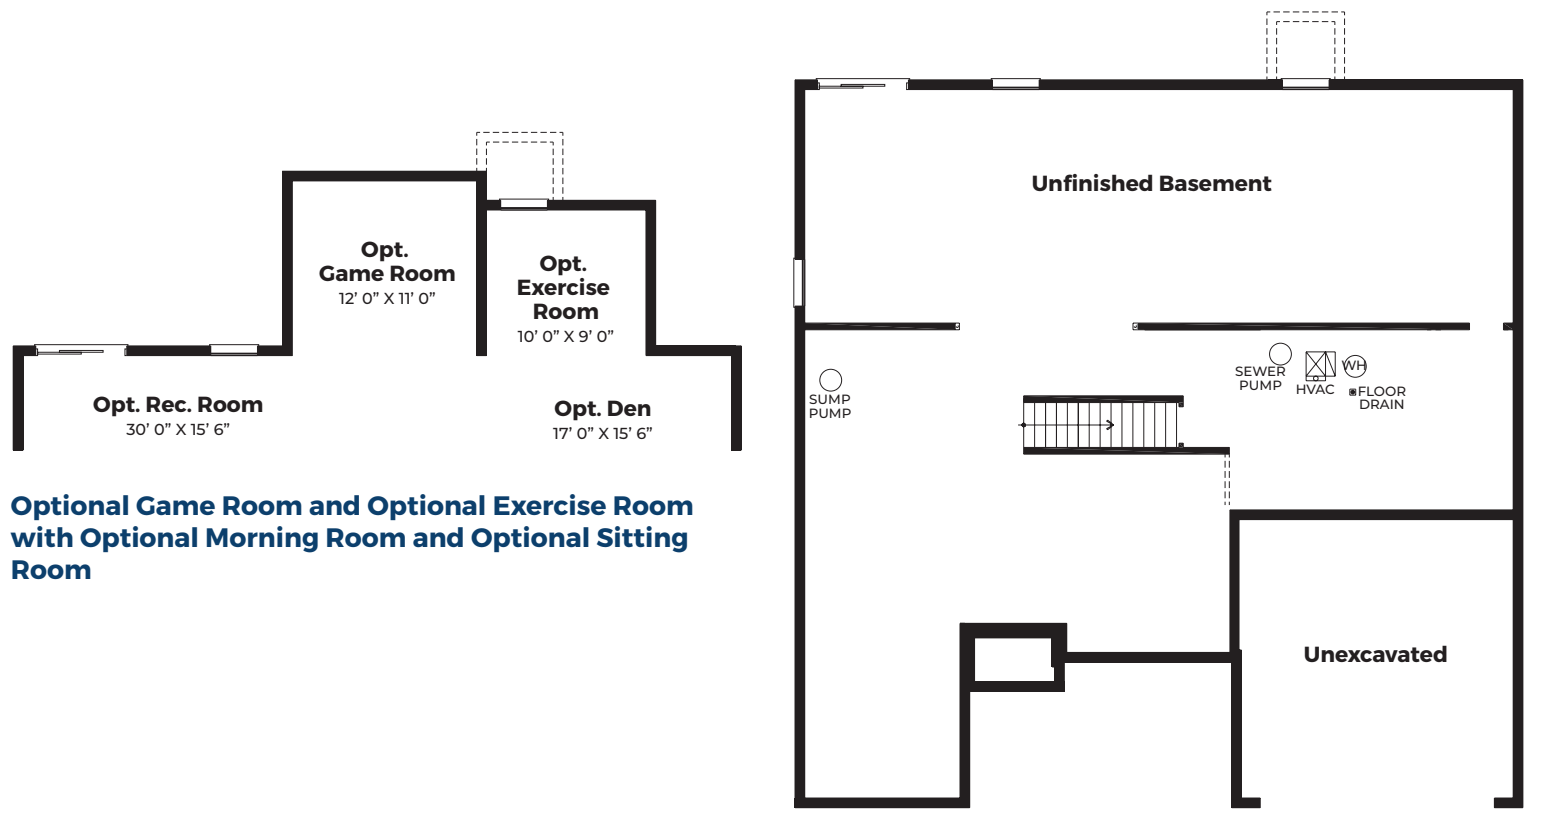 Opt.
Game Room
12’ 0” X 11’ 0”
Opt.
Exercise
Room
10’ 0” X 9’ 0”
Opt. Rec. Room
30’ 0” X 15’ 6”
Opt. Den
17’ 0” X 15’ 6”
Optional Game Room and Optional Exercise Room
with Optional Morning Room and Optional Sitting
Room
Unfinished Basement
SUMP
PUMP
SEWER
PUMP
HVAC
WH
FLOOR
DRAIN
Unexcavated